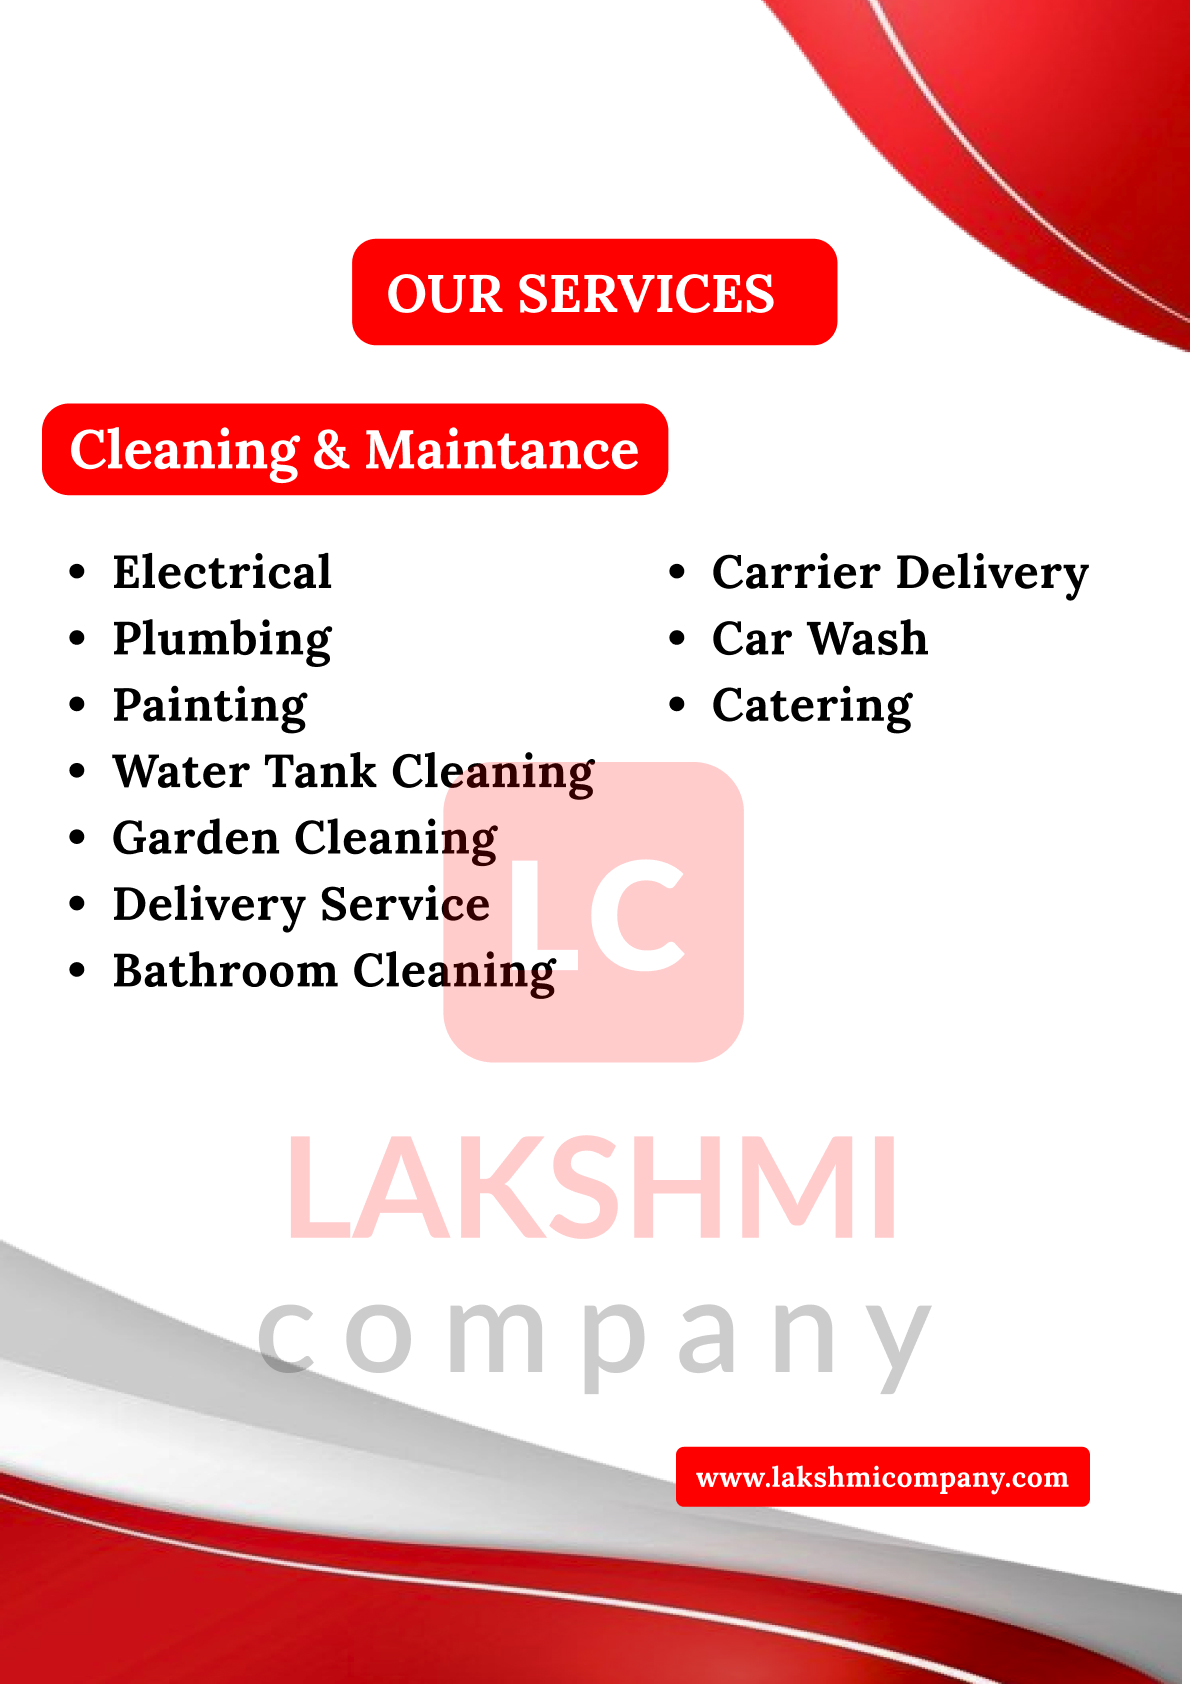 OUR SERVICES
Cleaning & Maintance
• Electrical
• Plumbing
• Painting
• Water Tank Cleaning
• Garden Cleaning
• Delivery Service
• Bathroom Cleaning
• Carrier Delivery
• Car Wash
• Catering
LC
LAKSHMI
company
www.lakshmicompany.com